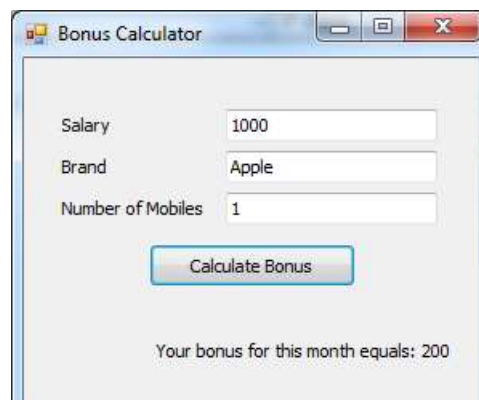 Bonus Calculator
Salary 1000
Brand Apple
Number of Mobiles 1
Calculate Bonus
Your bonus for this month equals: 200